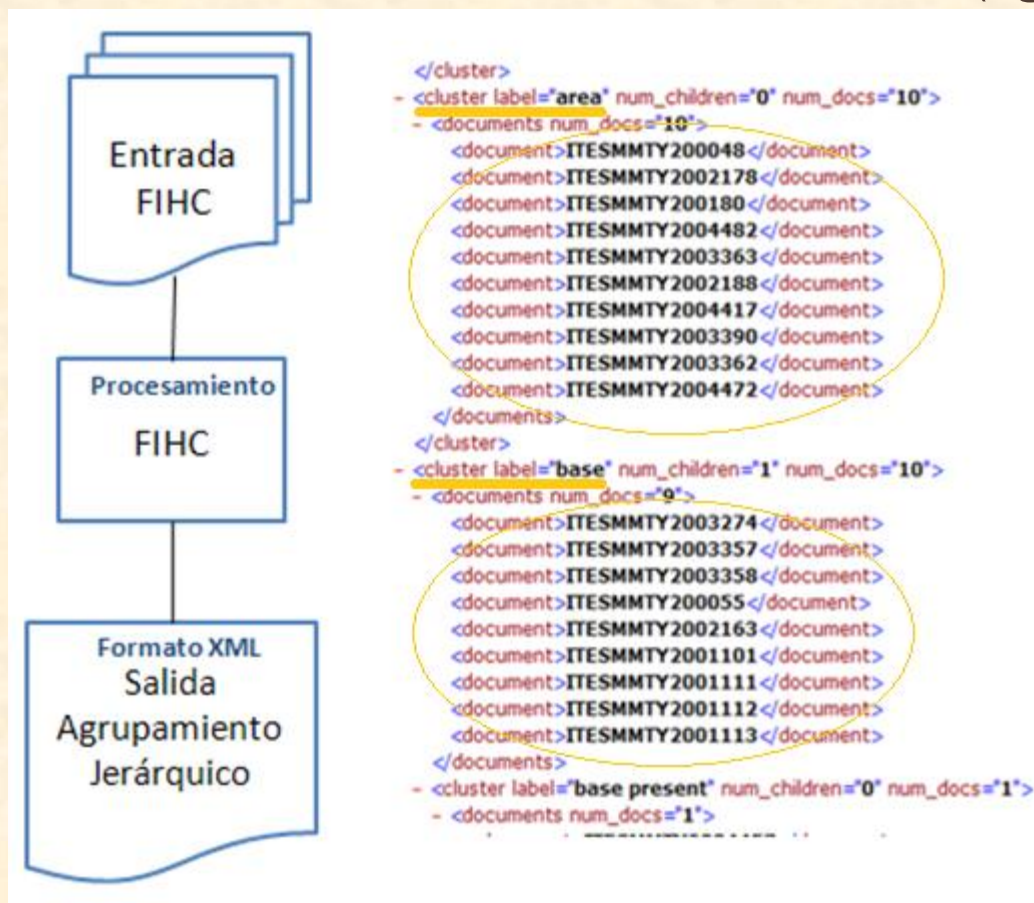 Entrada
FIHC
Procesamiento
FIHC
Formato XML
Salida
Agrupamiento
Jerárquico
</cluster>
- <cluster label="area" num_children="0" num_docs="10">
- <documents num_docs="10">
<document>ITESMMTY200048</document>
<document>ITESMMTY2002178</document>
<document>ITESMMTY200180</document>
<document>ITESMMTY2004482</document>
<document>ITESMMTY2003363</document>
<document>ITESMMTY2002188</document>
<document>ITESMMTY2004417</document>
<document>ITESMMTY2003390</document>
<document>ITESMMTY2003362</document>
<document>ITESMMTY2004472</document>
</documents>
</cluster>
- <cluster label="base" num_children="1" num_docs="10">
- <documents num_docs="9">
<document>ITESMMTY2003274</document>
<document>ITESMMTY2003357</document>
<document>ITESMMTY2003358</document>
<document>ITESMMTY200055</document>
<document>ITESMMTY2002163</document>
<document>ITESMMTY2001101</document>
<document>ITESMMTY2001111</document>
<document>ITESMMTY2001112</document>
<document>ITESMMTY2001113</document>
</documents>
- <cluster label="base present" num_children="0" num_docs="1">
- <documents num_docs="1">